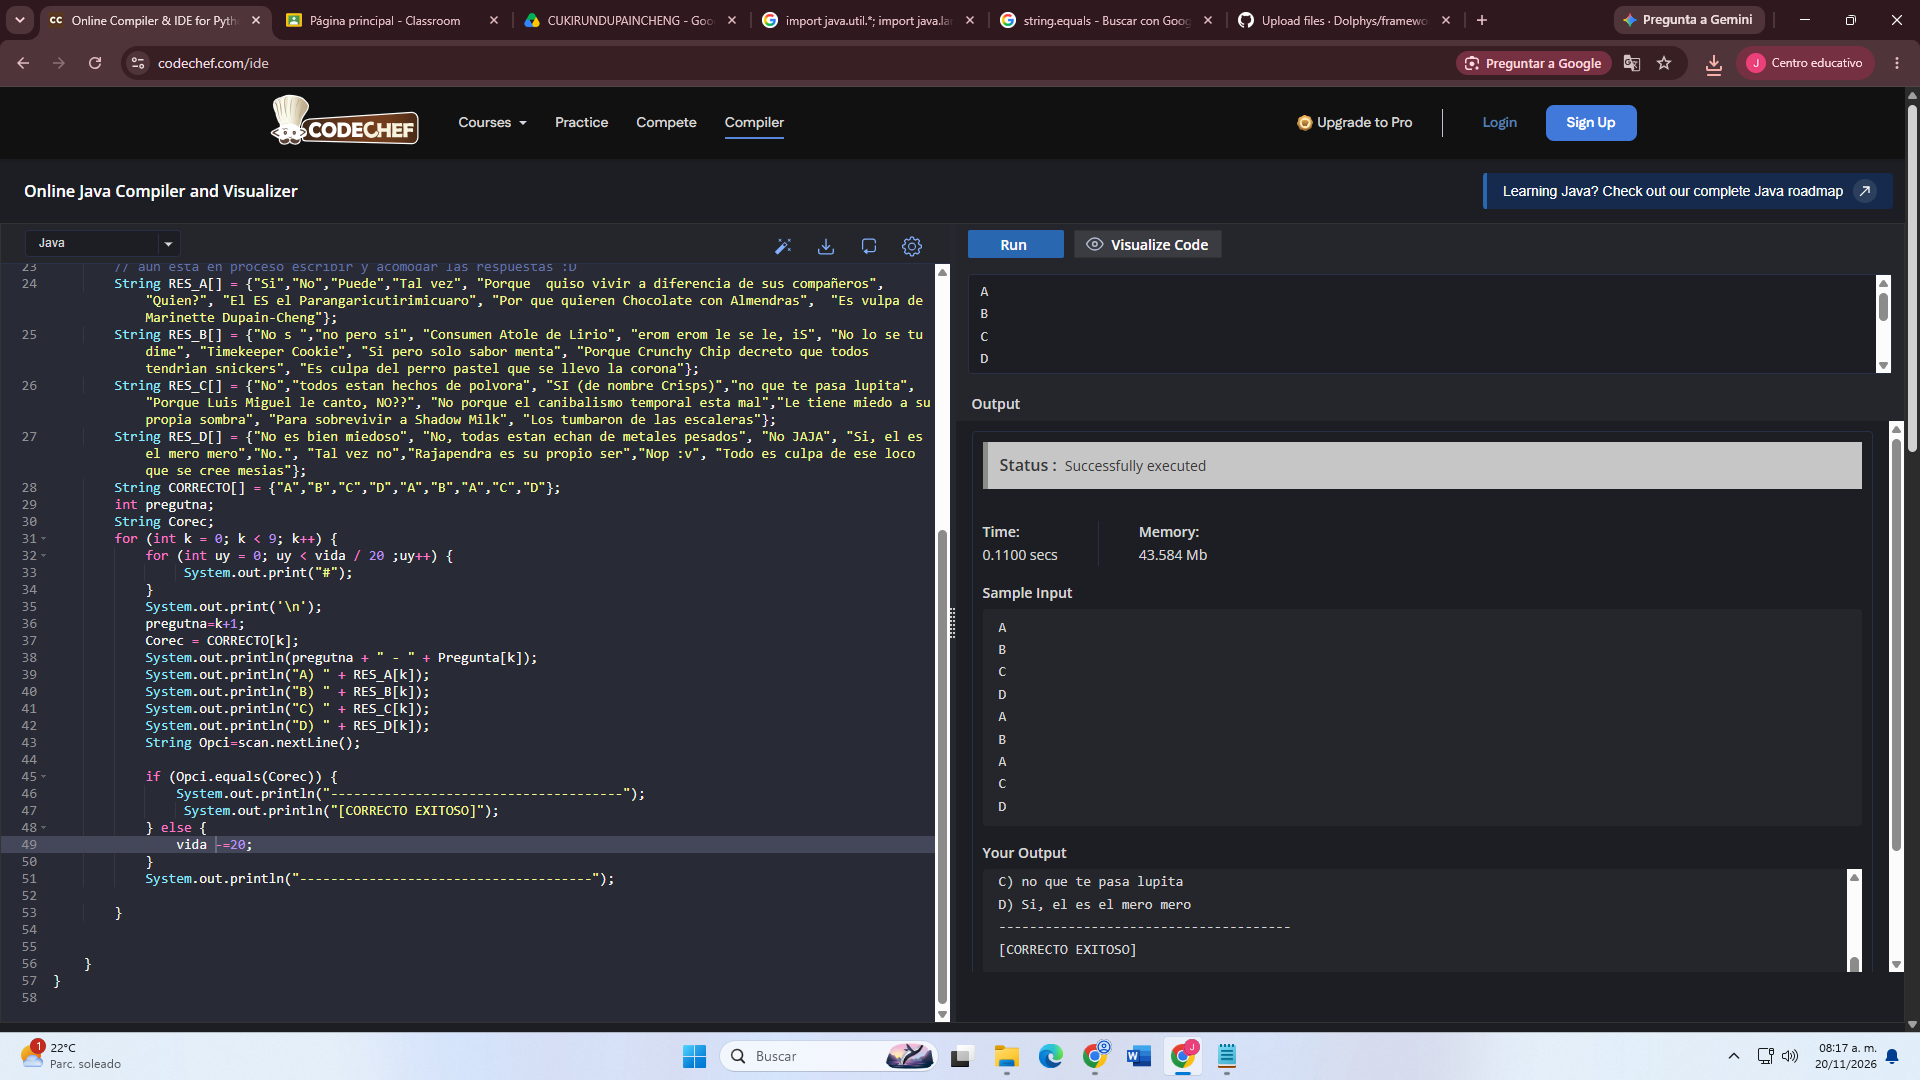 Online Compiler & IDE for Pyth
Página principal - Classroom
CUKIRUNDUPAINCHENG - Goo
import java.util.*; import java.lar
string.equals - Buscar con Goog
Upload files · Dolphys/framewo
Pregunta a Gemini
codechef.com/ide
Preguntar a Google
J
Centro educativo
CODECHEF
Courses
Practice
Compete
Compiler
Upgrade to Pro
Login
Sign Up
Online Java Compiler and Visualizer
Learning Java? Check out our complete Java roadmap
Java
Run
Visualize Code
23 // aun esta en proceso escribir y acomodar las respuestas :D
24 String RES_A[] = {"Si","No","Puede","Tal vez", "Porque  quiso vivir a diferencia de sus compañeros",
"Quien?", "El ES el Parangaricutirimicuaro", "Por que quieren Chocolate con Almendras",  "Es vulpa de
Marinette Dupain-Cheng"};
25 String RES_B[] = {"No s ","no pero si", "Consumen Atole de Lirio", "erom erom le se le, iS", "No lo se tu
dime", "Timekeeper Cookie", "Si pero solo sabor menta", "Porque Crunchy Chip decreto que todos
tendrian snickers", "Es culpa del perro pastel que se llevo la corona"};
26 String RES_C[] = {"No","todos estan hechos de polvora", "SI (de nombre Crisps)","no que te pasa lupita",
"Porque Luis Miguel le canto, NO??", "No porque el canibalismo temporal esta mal","Le tiene miedo a su
propia sombra", "Para sobrevivir a Shadow Milk", "Los tumbaron de las escaleras"};
27 String RES_D[] = {"No es bien miedoso", "No, todas estan echan de metales pesados", "No JAJA", "Si, el es
el mero mero","No.", "Tal vez no","Rajapendra es su propio ser","Nop :v", "Todo es culpa de ese loco
que se cree mesias"};
28 String CORRECTO[] = {"A","B","C","D","A","B","A","C","D"};
29 int pregutna;
30 String Corec;
31 for (int k = 0; k < 9; k++) {
32 for (int uy = 0; uy < vida / 20 ;uy++) {
33 System.out.print("#");
34 }
35 System.out.print('\n');
36 pregutna=k+1;
37 Corec = CORRECTO[k];
38 System.out.println(pregutna + " - " + Pregunta[k]);
39 System.out.println("A) " + RES_A[k]);
40 System.out.println("B) " + RES_B[k]);
41 System.out.println("C) " + RES_C[k]);
42 System.out.println("D) " + RES_D[k]);
43 String Opci=scan.nextLine();
44
45 if (Opci.equals(Corec)) {
46 System.out.println("--------------------------------------");
47 System.out.println("[CORRECTO EXITOSO]");
48 } else {
49 vida -=20;
50 }
51 System.out.println("--------------------------------------");
52
53 }
54
55
56 }
57 }
58
A
B
C
D
Output
Status : Successfully executed
Time:
0.1100 secs
Memory:
43.584 Mb
Sample Input
A
B
C
D
A
B
A
C
D
Your Output
C) no que te pasa lupita
D) Si, el es el mero mero
--------------------------------------
[CORRECTO EXITOSO]
1
22°C
Parc. soleado
Buscar
08:17 a. m.
20/11/2026